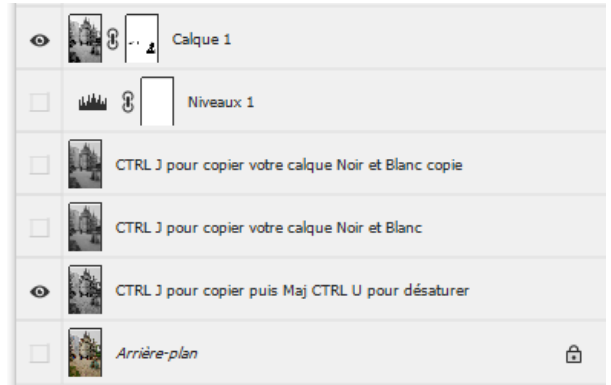 Calque 1
Niveaux 1
CTRL J pour copier votre calque Noir et Blanc copie
CTRL J pour copier votre calque Noir et Blanc
CTRL J pour copier puis Maj CTRL U pour désaturer
Arrière-plan